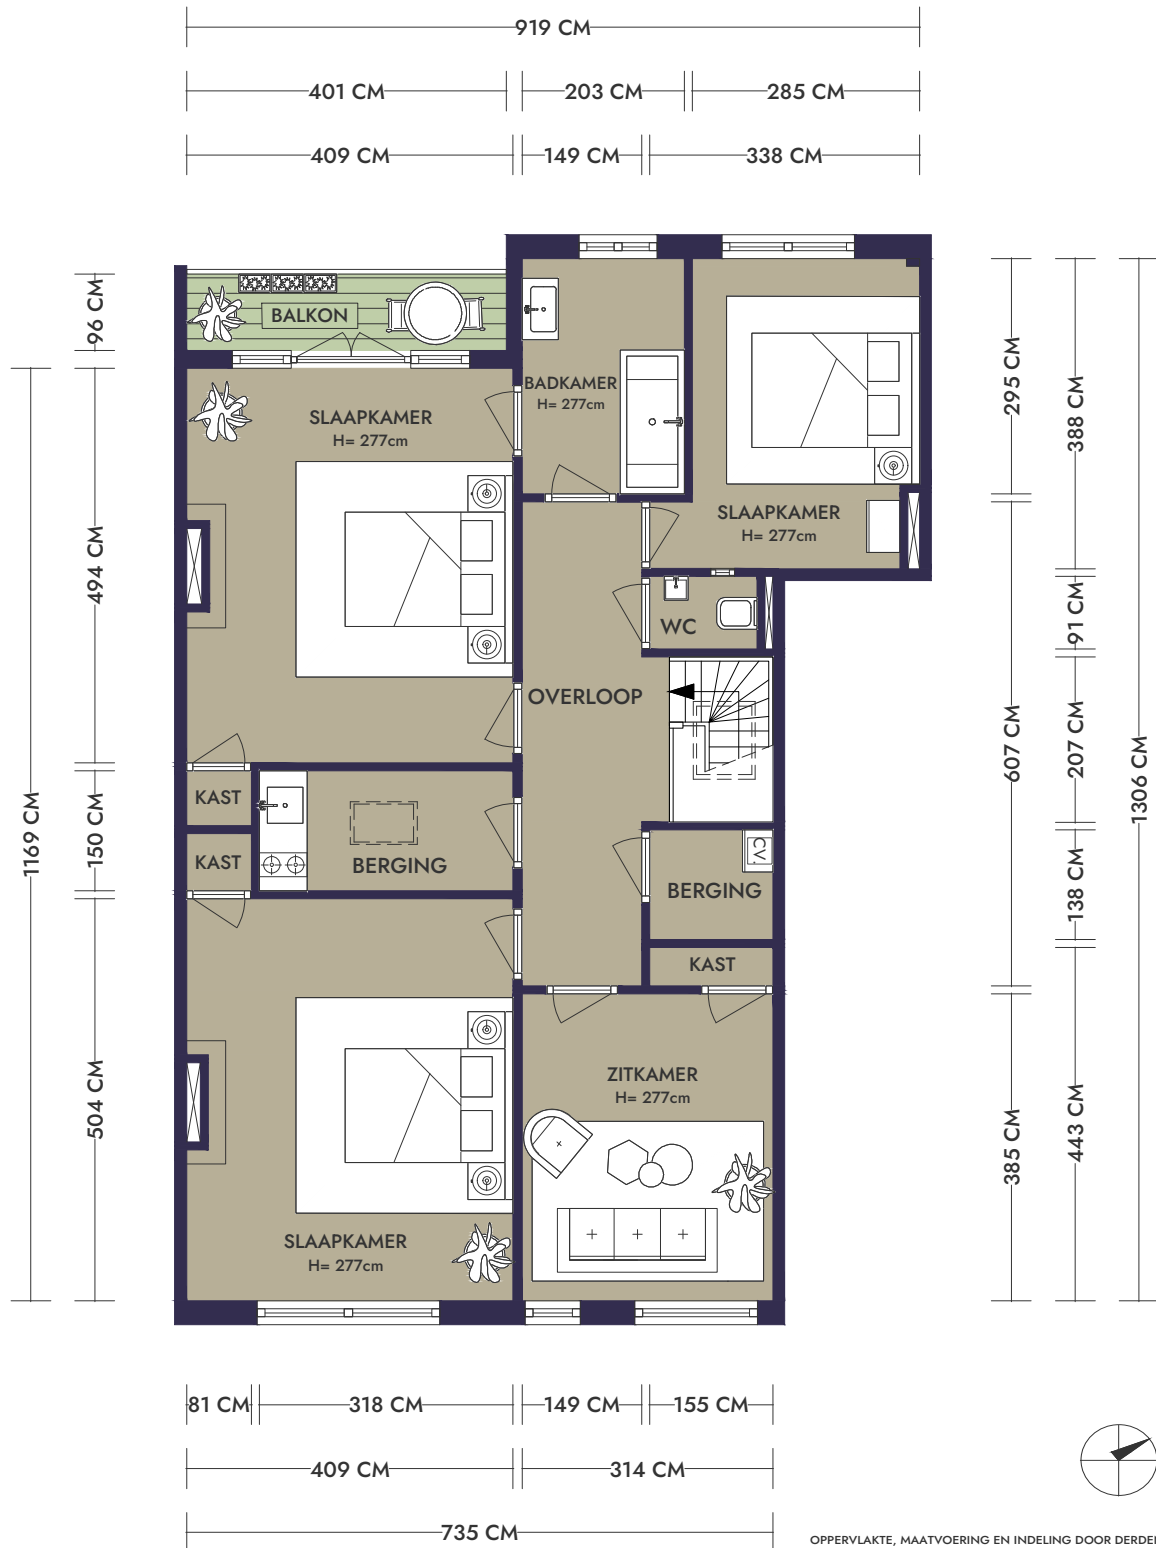 919 CM
401 CM
203 CM
285 CM
409 CM
149 CM
338 CM
96 CM
BALKON
BADKAMER
H= 277cm
SLAAPKAMER
H= 277cm
295 CM
388 CM
SLAAPKAMER
H= 277cm
494 CM
WC
91 CM
OVERLOOP
607 CM
207 CM
1306 CM
KAST
1169 CM
150 CM
KAST
BERGING
CV.
BERGING
138 CM
KAST
504 CM
ZITKAMER
H= 277cm
385 CM
443 CM
SLAAPKAMER
H= 277cm
81 CM
318 CM
149 CM
155 CM
409 CM
314 CM
735 CM
OPPERVLAKTE, MAATVOERING EN INDELING DOOR DERDE